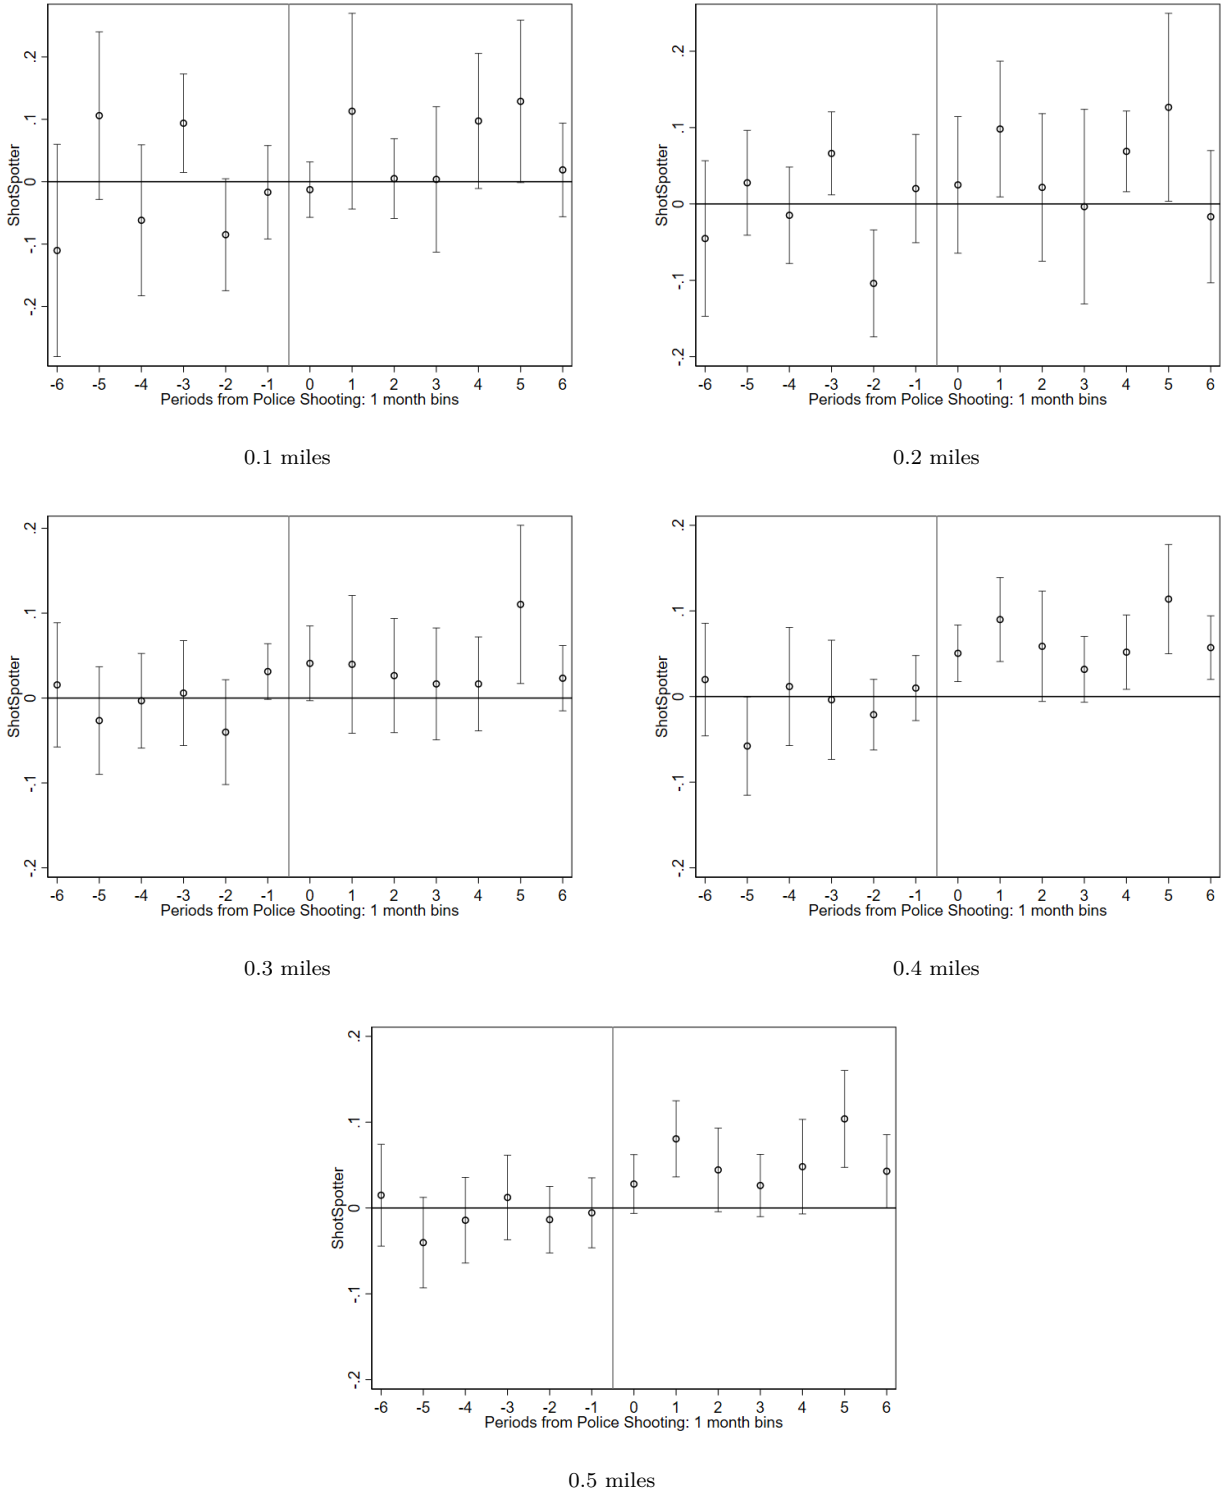 ShotSpotter
.2
.1
0
-.1
-.2
-6 -5 -4 -3 -2 -1 0 1 2 3 4 5 6
Periods from Police Shooting: 1 month bins
0.1 miles
ShotSpotter
.2
.1
0
-.1
-.2
-6 -5 -4 -3 -2 -1 0 1 2 3 4 5 6
Periods from Police Shooting: 1 month bins
0.2 miles
ShotSpotter
.2
.1
0
-.1
-.2
-6 -5 -4 -3 -2 -1 0 1 2 3 4 5 6
Periods from Police Shooting: 1 month bins
0.3 miles
ShotSpotter
.2
.1
0
-.1
-.2
-6 -5 -4 -3 -2 -1 0 1 2 3 4 5 6
Periods from Police Shooting: 1 month bins
0.4 miles
ShotSpotter
.2
.1
0
-.1
-.2
-6 -5 -4 -3 -2 -1 0 1 2 3 4 5 6
Periods from Police Shooting: 1 month bins
0.5 miles